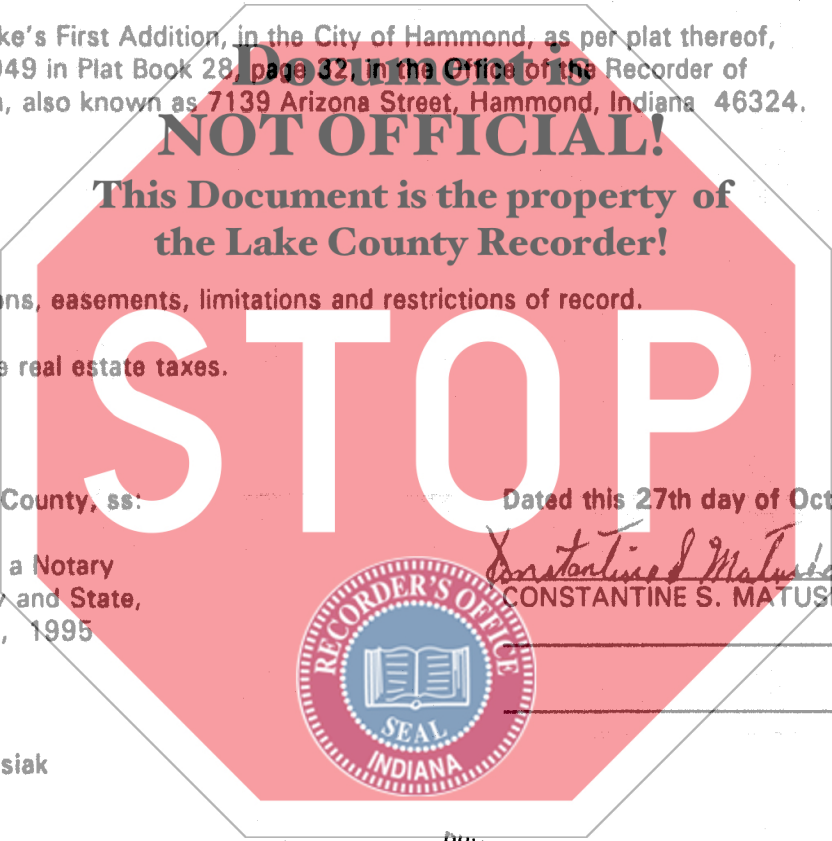 ke's First Addition, in the City of Hammond, as per plat thereof,
Document is
949 in Plat Book 28, page 32, in the Office of the Recorder of
, also known as 7139 Arizona Street, Hammond, Indiana 46324.
NOT OFFICIAL!
This Document is the property of
the Lake County Recorder!
ns, easements, limitations and restrictions of record.
STOP
e real estate taxes.
County, ss:
Dated this 27th day of Oct
a Notary
Constantine S Matus
y and State,
CONSTANTINE S. MATUS
, 1995
RECORDER'S OFFICE
SEAL
INDIANA
siak